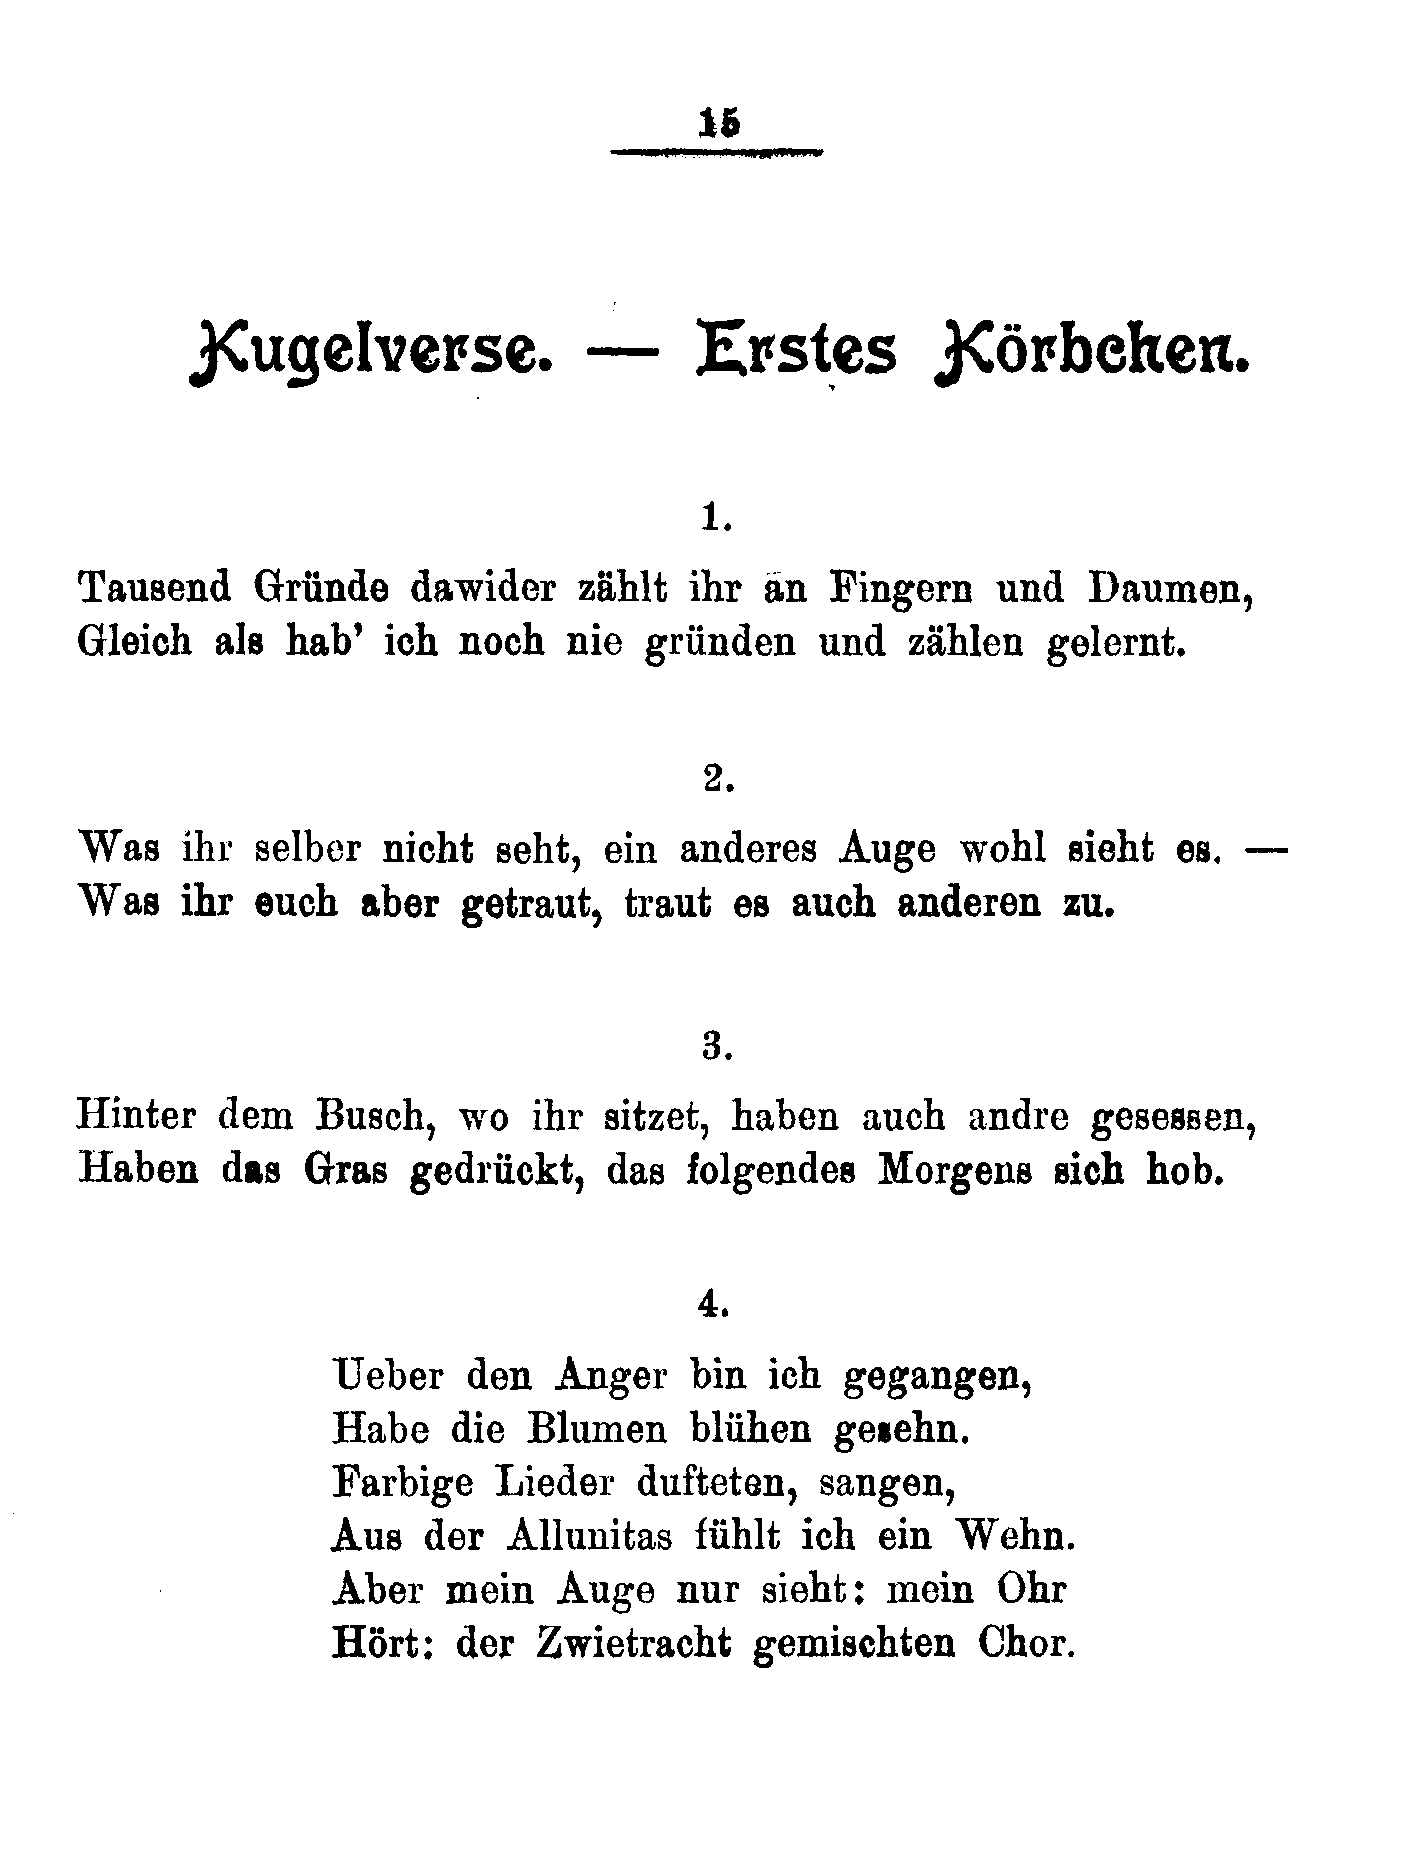 15
Kugelverse. — Erstes Körbchen.
1.
Tausend Gründe dawider zählt ihr an Fingern und Daumen,
Gleich als hab' ich noch nie gründen und zählen gelernt.
2.
Was ihr selber nicht seht, ein anderes Auge wohl sieht es. —
Was ihr euch aber getraut, traut es auch anderen zu.
3.
Hinter dem Busch, wo ihr sitzet, haben auch andre gesessen,
Haben das Gras gedrückt, das folgendes Morgens sich hob.
4.
Ueber den Anger bin ich gegangen,
Habe die Blumen blühen gesehn.
Farbige Lieder dufteten, sangen,
Aus der Allunitas fühlt ich ein Wehn.
Aber mein Auge nur sieht: mein Ohr
Hört: der Zwietracht gemischten Chor.